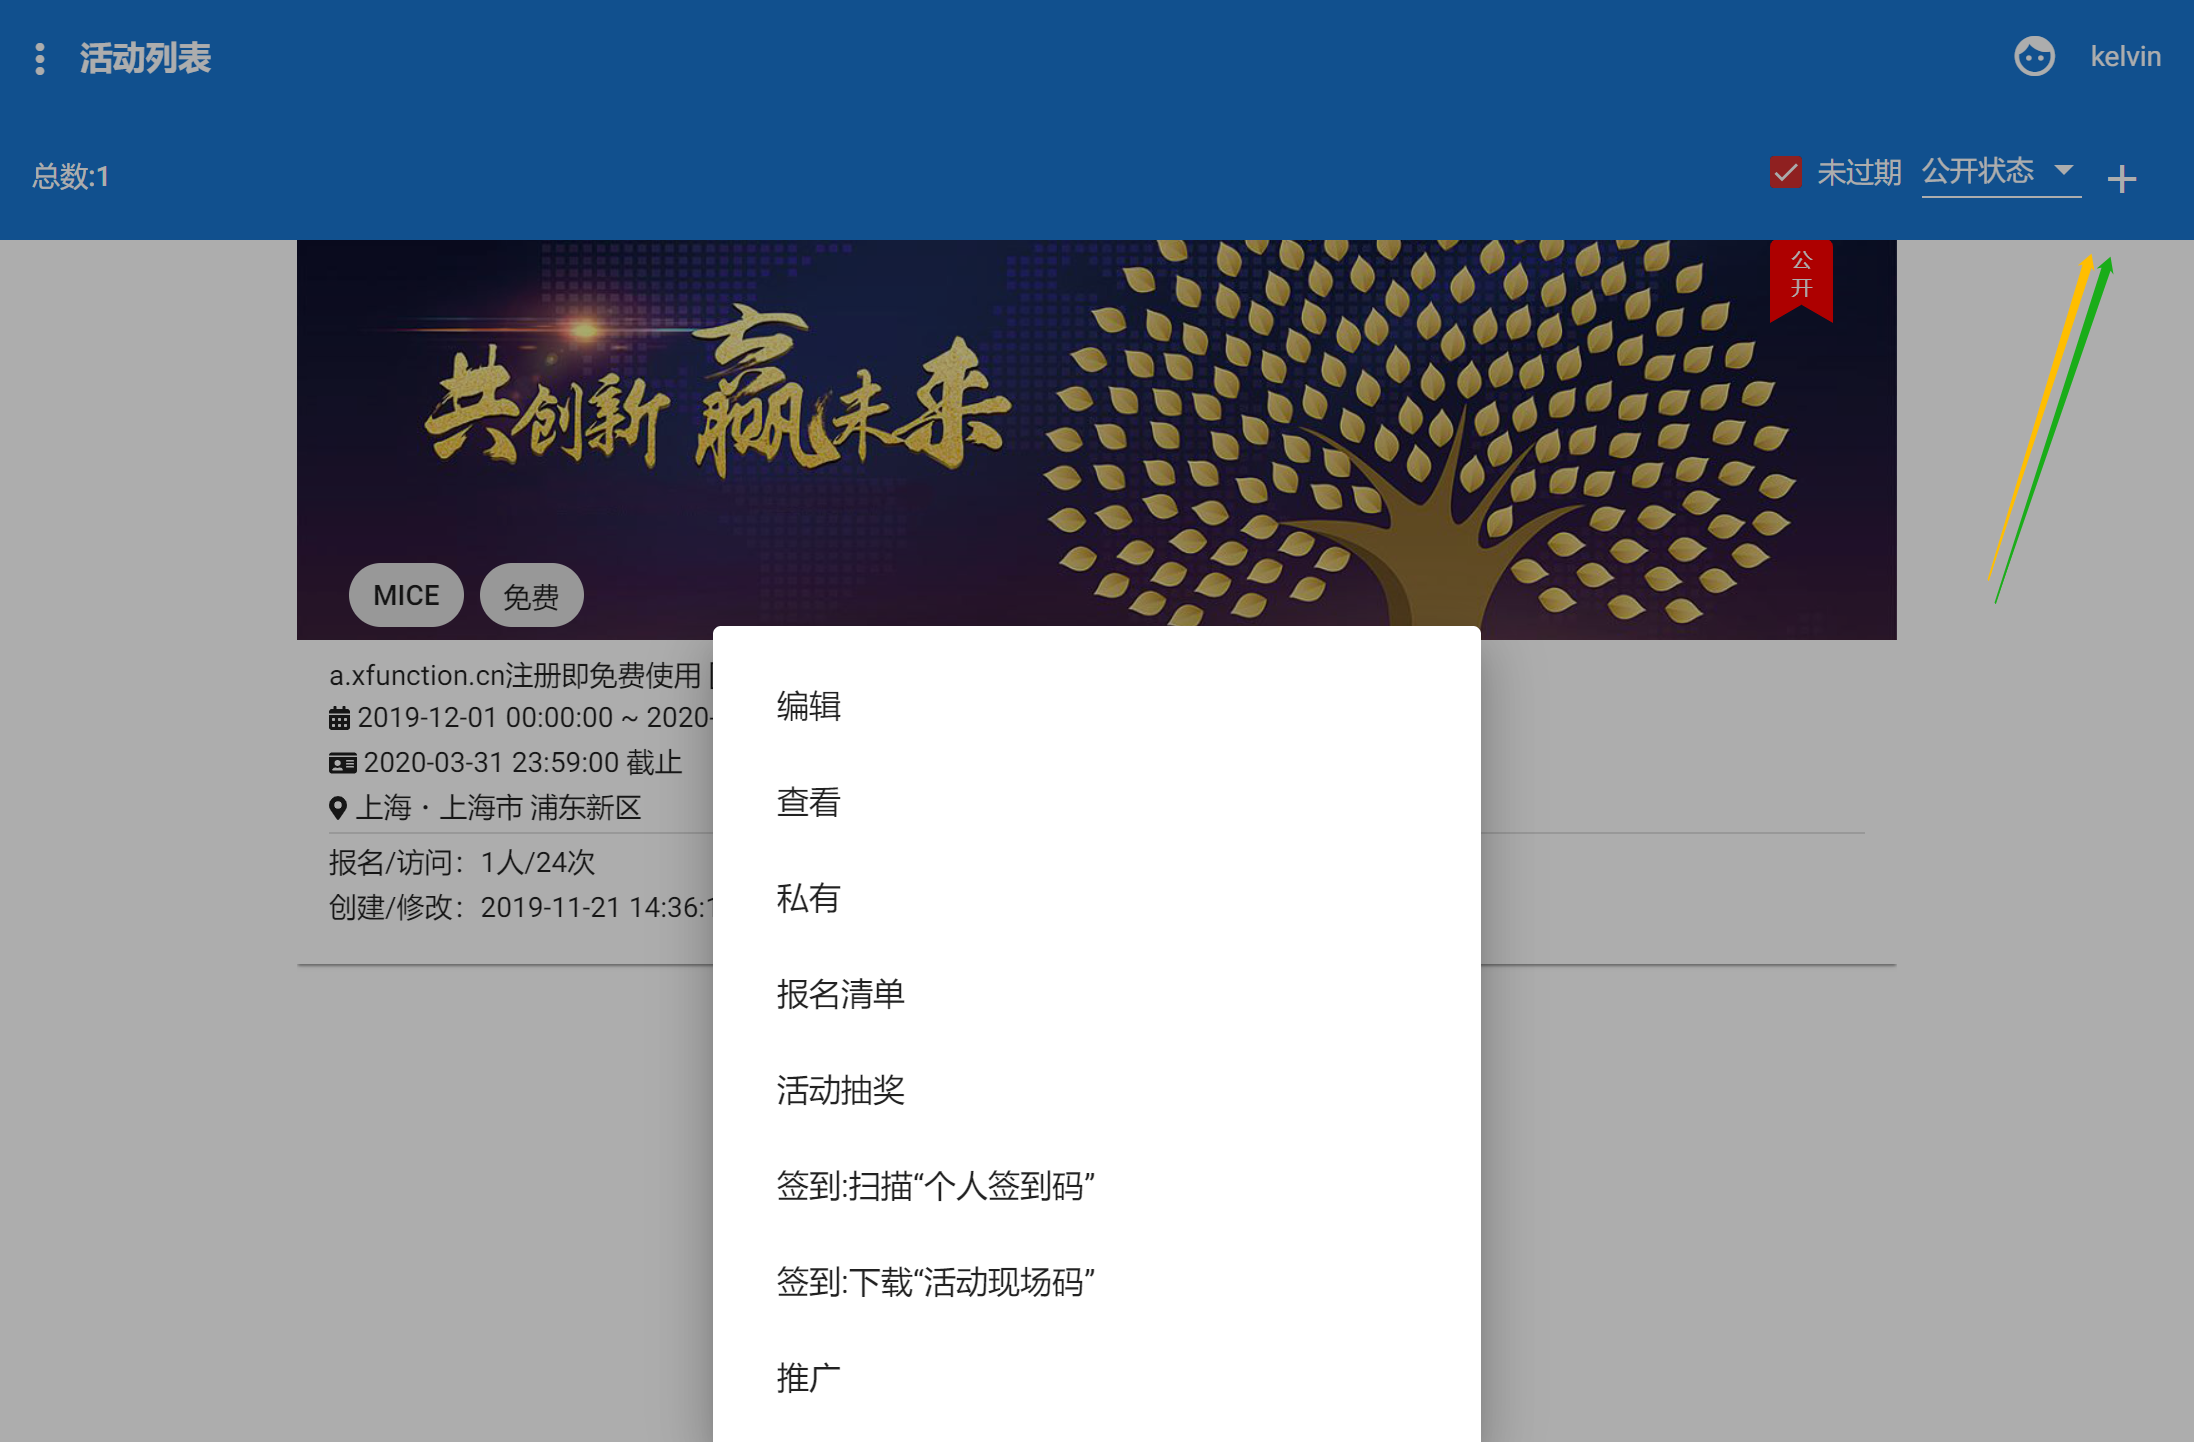 活动列表
kelvin
总数:1
未过期
公开状态
公
开
共创新 赢未来
MICE
免费
a.xfunction.cn注册即免费使用
2019-12-01 00:00:00 ~ 2020-
2020-03-31 23:59:00 截止
上海・上海市 浦东新区
报名/访问：1人/24次
创建/修改：2019-11-21 14:36:1
编辑
查看
私有
报名清单
活动抽奖
签到:扫描“个人签到码”
签到:下载“活动现场码”
推广